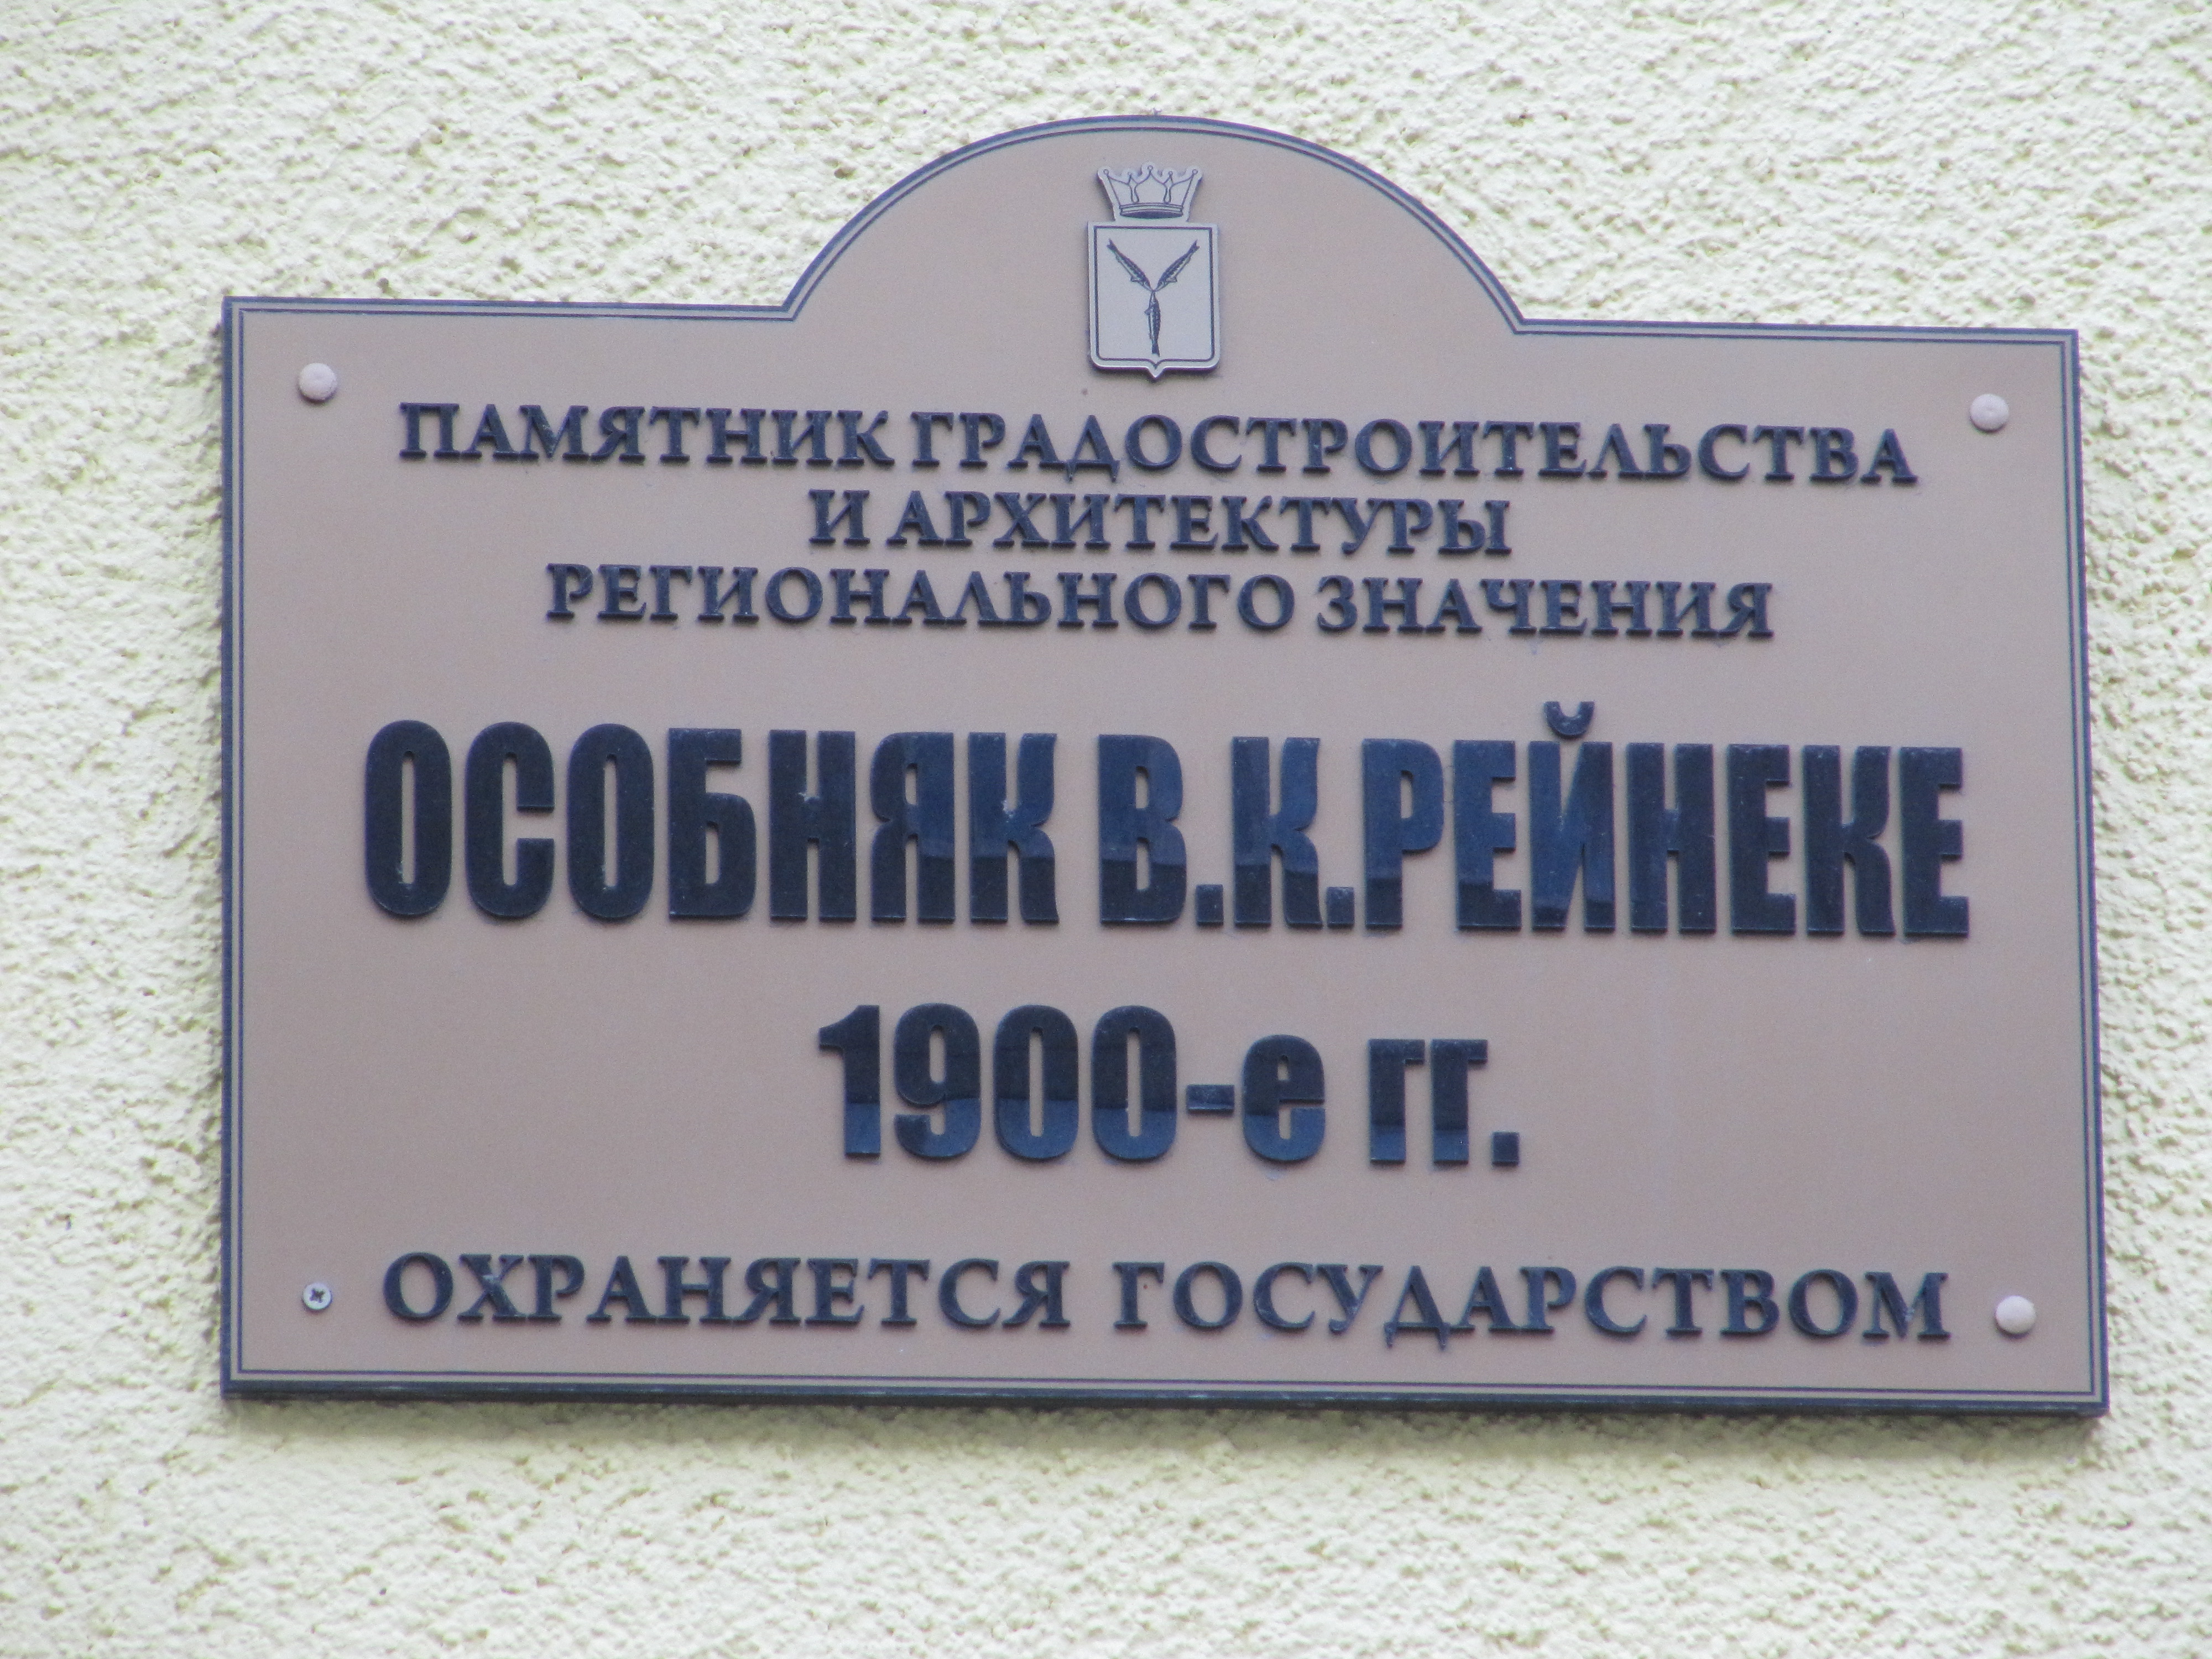 ПАМЯТНИК ГРАДОСТРОИТЕЛЬСТВА
И АРХИТЕКТУРЫ
РЕГИОНАЛЬНОГО ЗНАЧЕНИЯ
ОСОБНЯК В.К.РЕЙНЕКЕ
1900-е гг.
ОХРАНЯЕТСЯ ГОСУДАРСТВОМ